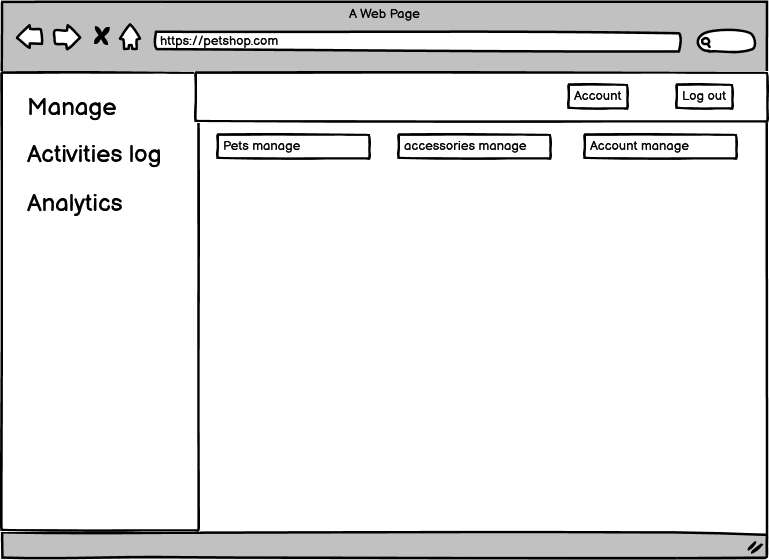 A Web Page
https://petshop.com
Account
Log out
Manage
Activities log
Analytics
Pets manage
accessories manage
Account manage